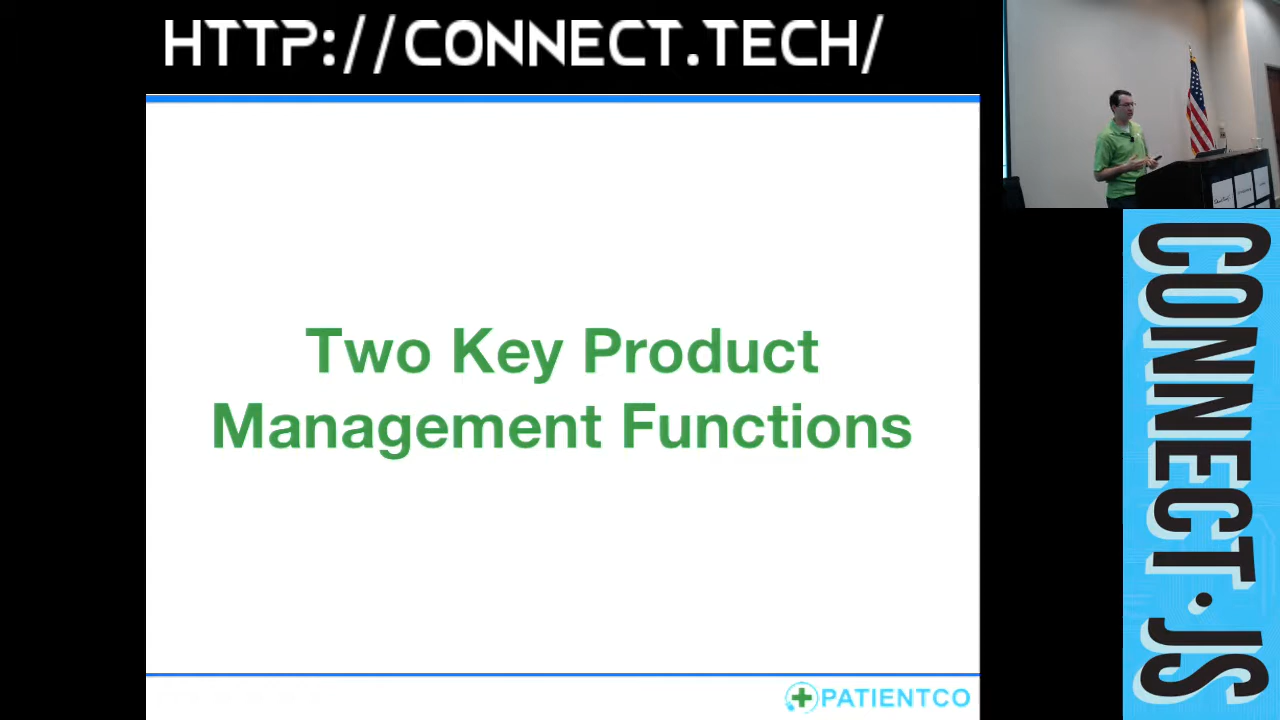 HTTP://CONNECT.TECH/
Two Key Product
Management Functions
PATIENTCO
CONNECT.JS